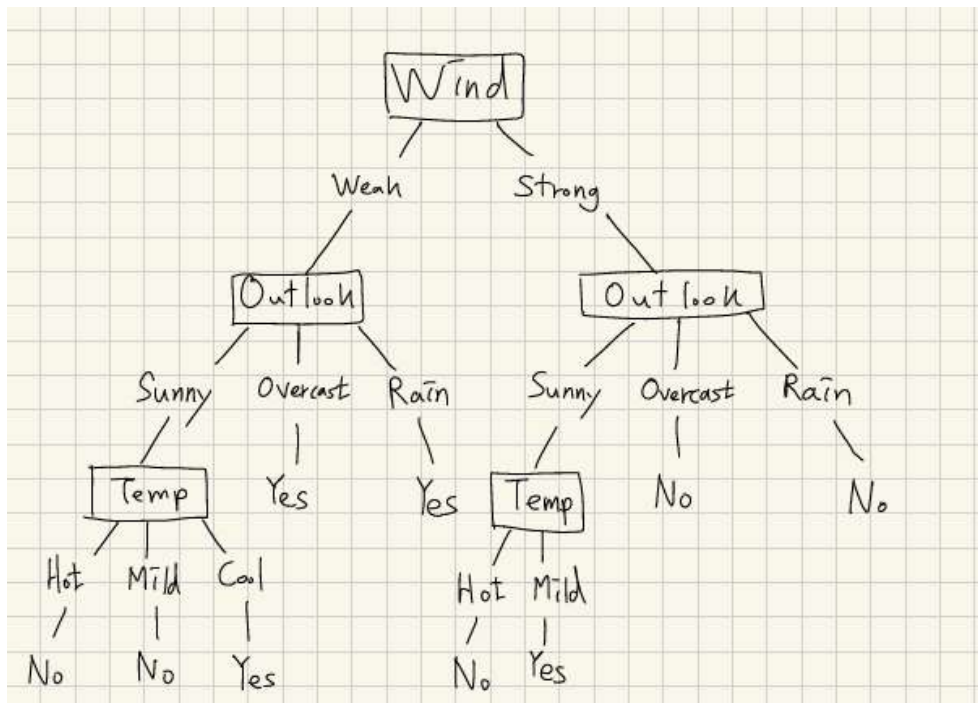 Wind
Weak Strong
Outlook Outlook
Sunny Overcast Rain Sunny Overcast Rain
Temp Yes Yes Temp No No
Hot Mild Cool Hot Mild
No No Yes No Yes